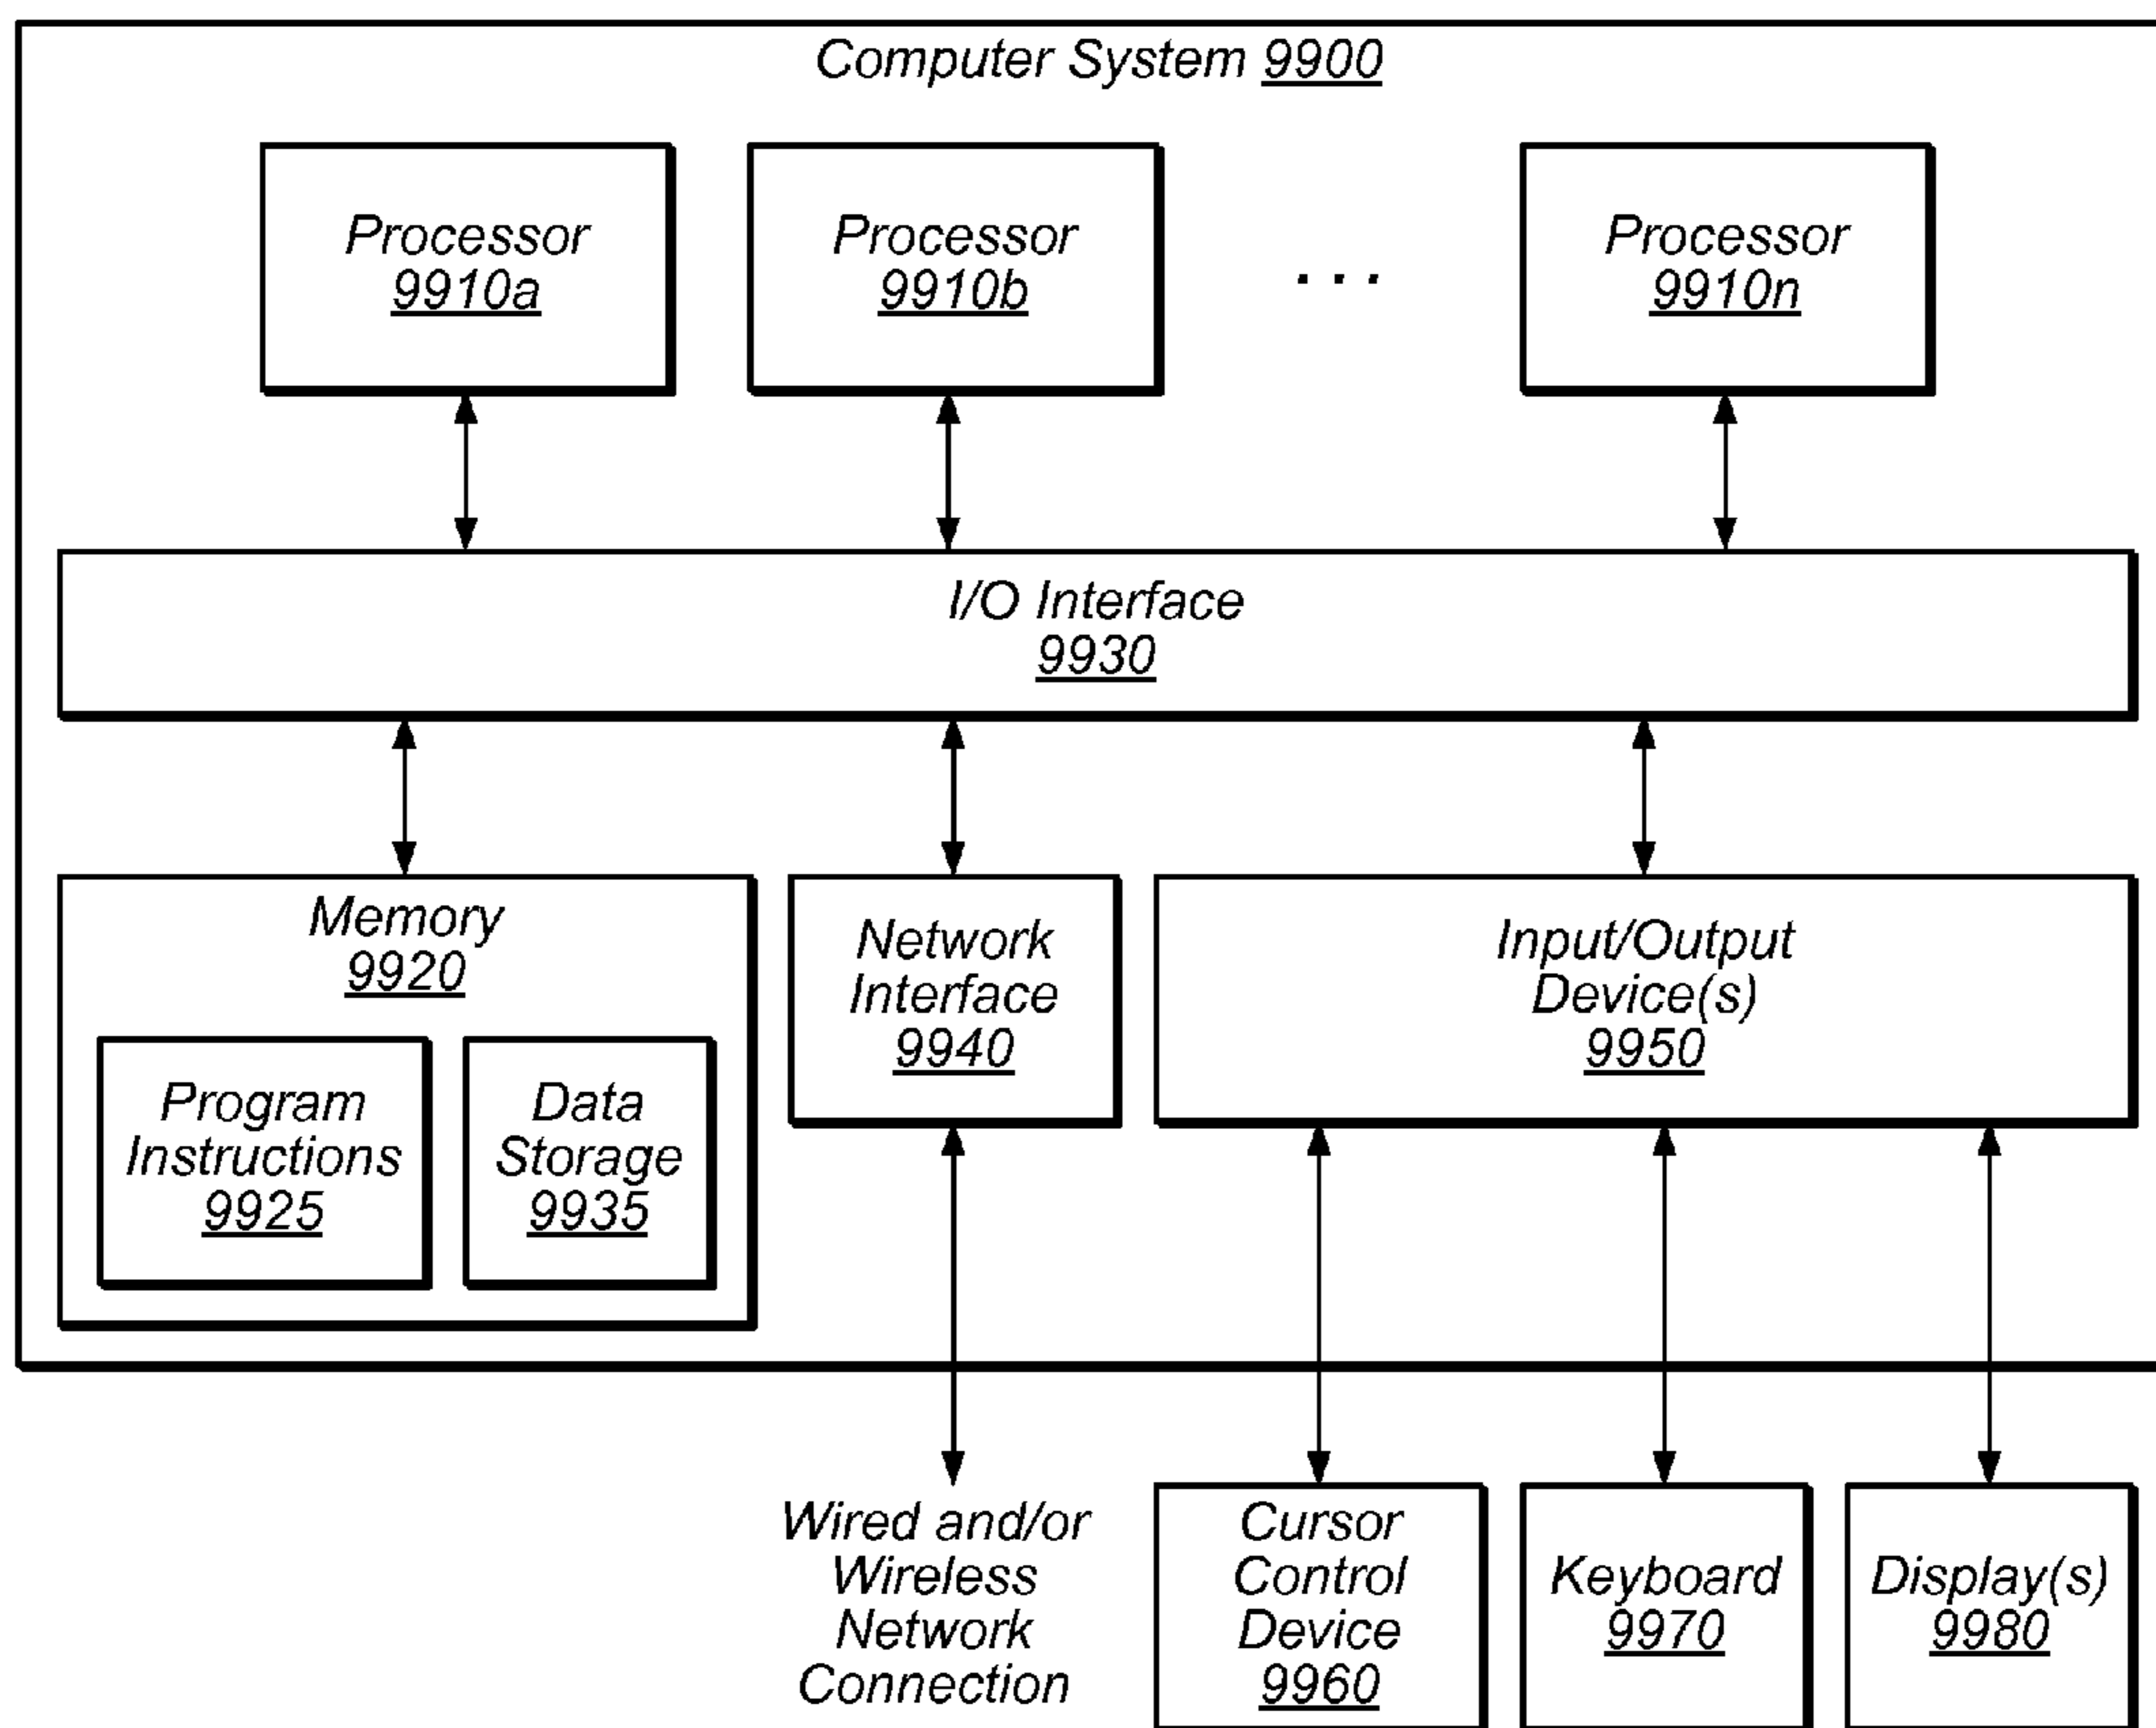 Computer System 9900
Processor
9910a
Processor
9910b
. . .
Processor
9910n
I/O Interface
9930
Memory
9920
Program
Instructions
9925
Data
Storage
9935
Network
Interface
9940
Input/Output
Device(s)
9950
Wired and/or
Wireless
Network
Connection
Cursor
Control
Device
9960
Keyboard
9970
Display(s)
9980